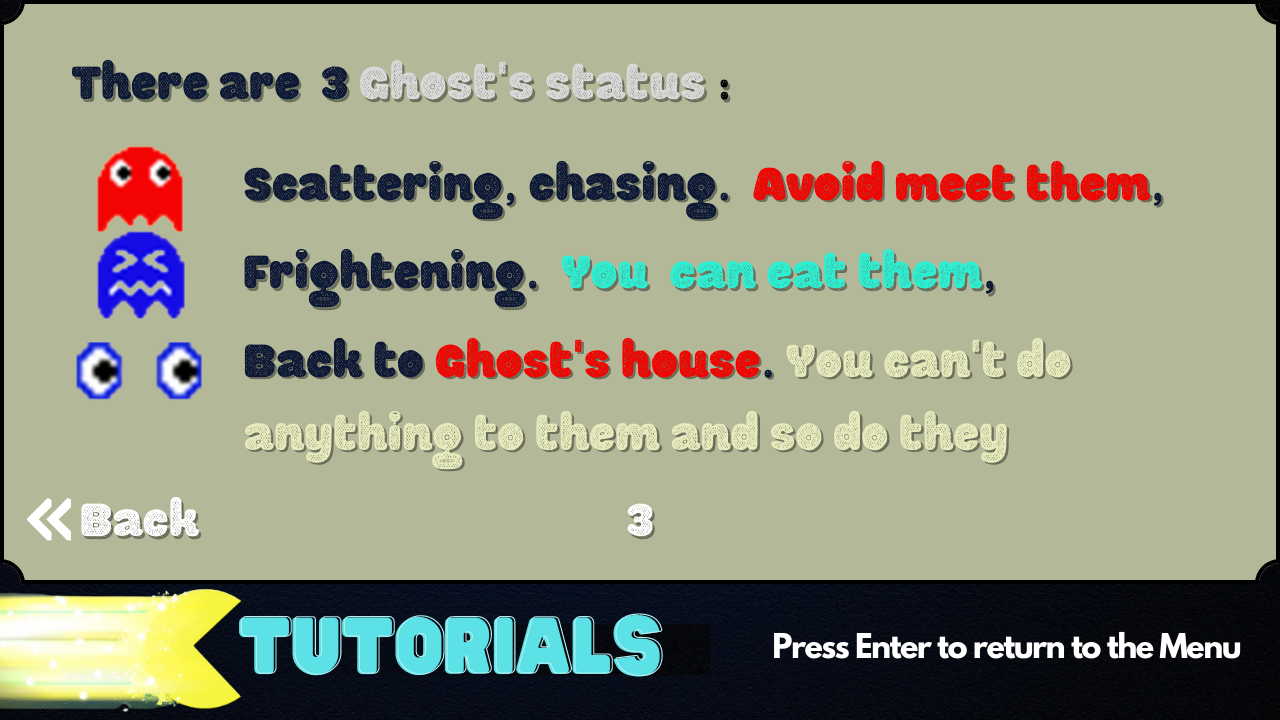 There are 3 Ghost's status :
Scattering, chasing. Avoid meet them,
Frightening. You can eat them,
Back to Ghost's house. You can't do
anything to them and so do they
Back
3
TUTORIALS
Press Enter to return to the Menu